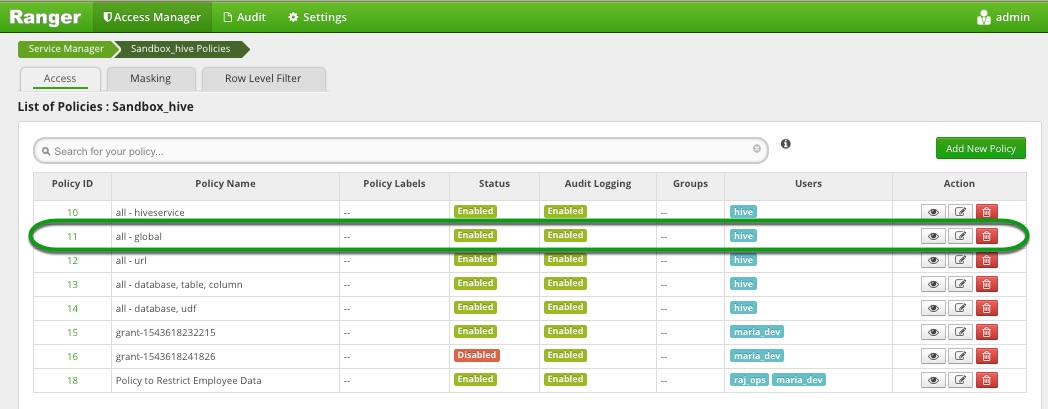 Ranger Access Manager Audit Settings admin
Service Manager Sandbox_hive Policies
Access Masking Row Level Filter
List of Policies : Sandbox_hive
Search for your policy... Add New Policy
Policy ID Policy Name Policy Labels Status Audit Logging Groups Users Action
10 all - hiveservice -- Enabled Enabled -- hive
11 all - global -- Enabled Enabled -- hive
12 all - url -- Enabled Enabled -- hive
13 all - database, table, column -- Enabled Enabled -- hive
14 all - database, udf -- Enabled Enabled -- hive
15 grant-1543618232215 -- Enabled Enabled -- maria_dev
16 grant-1543618241826 -- Disabled Enabled -- maria_dev
18 Policy to Restrict Employee Data -- Enabled Enabled -- raj_ops maria_dev